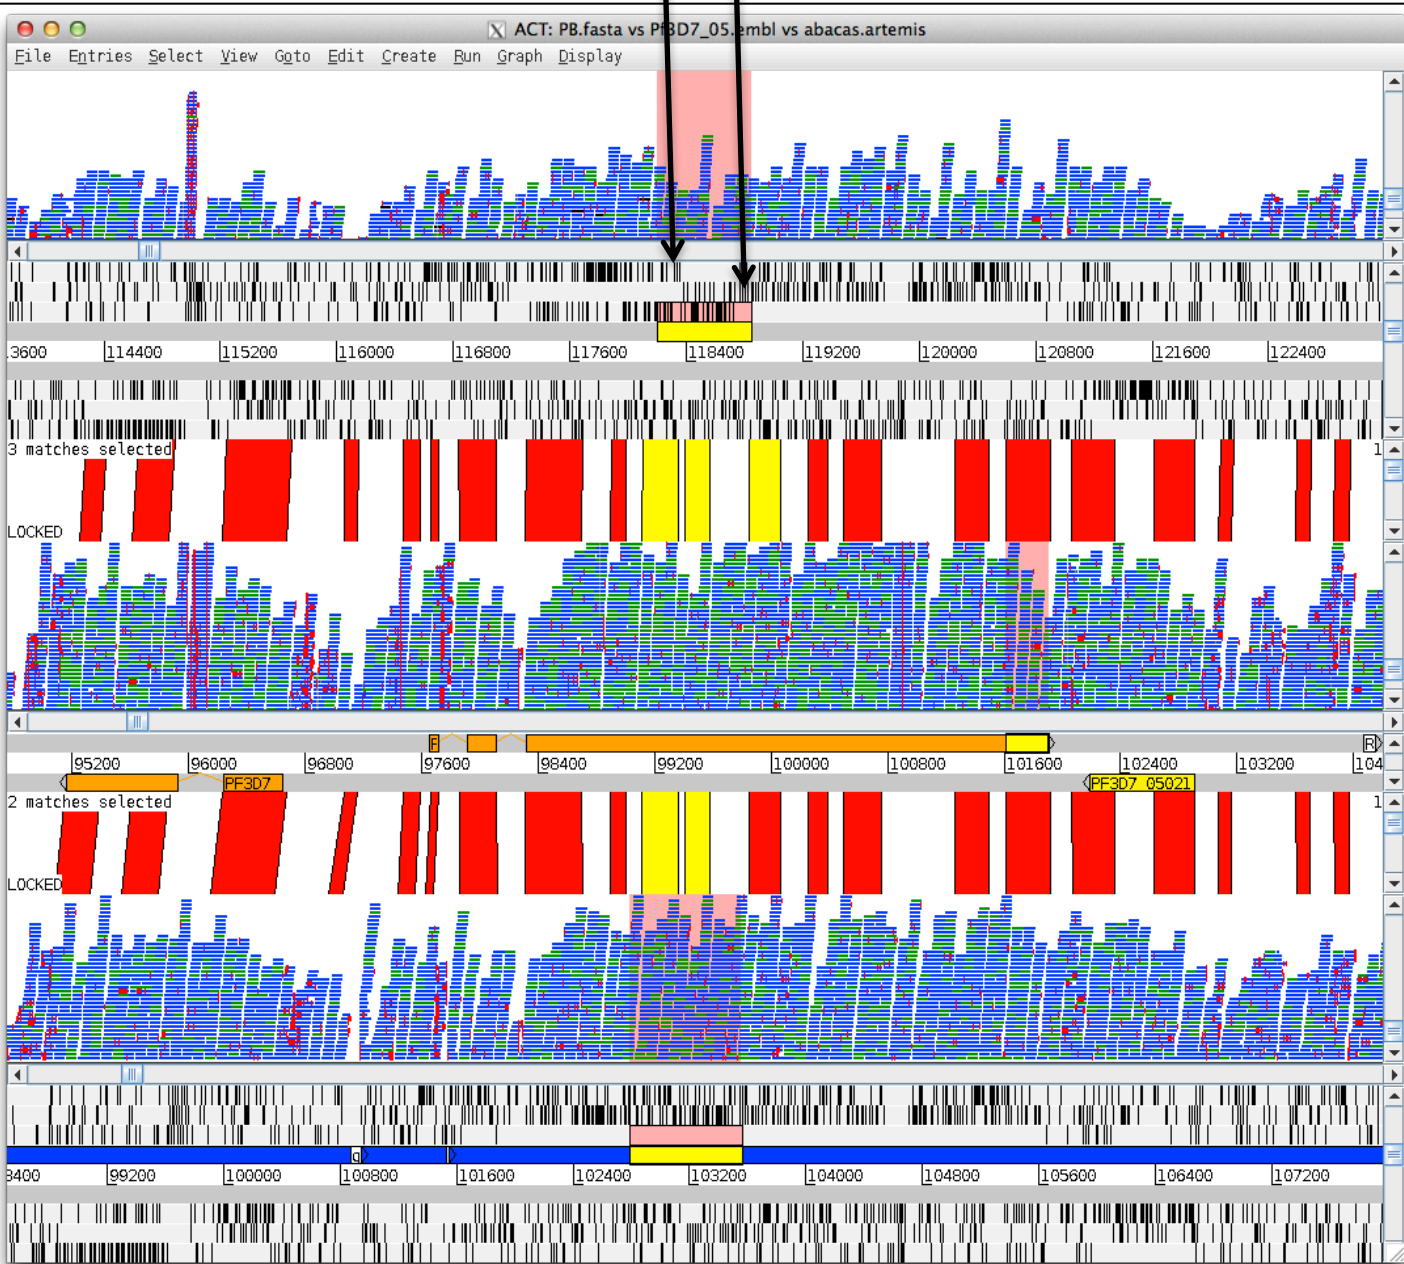 ACT: PB.fasta vs Pf3D7_05.embl vs abacas.artemis
File Entries Select View Goto Edit Create Run Graph Display
3600 114400 115200 116000 116800 117600 118400 119200 120000 120800 121600 122400
3 matches selected 1
LOCKED
F R
95200 96000 96800 97600 98400 99200 100000 100800 101600 102400 103200 104
PF3D7 PF3D7_05021
2 matches selected 1
LOCKED
q
8400 99200 100000 100800 101600 102400 103200 104000 104800 105600 106400 107200